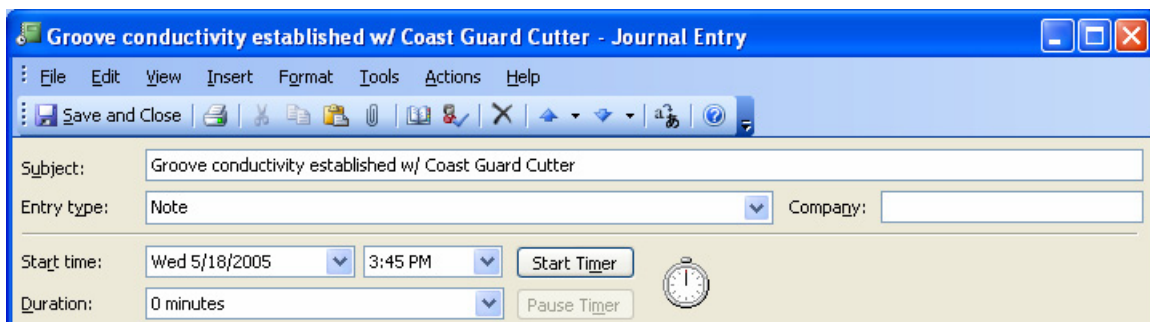 Groove conductivity established w/ Coast Guard Cutter - Journal Entry
File Edit View Insert Format Tools Actions Help
Save and Close
Subject: Groove conductivity established w/ Coast Guard Cutter
Entry type: Note Company:
Start time: Wed 5/18/2005 3:45 PM Start Timer
Duration: 0 minutes Pause Timer